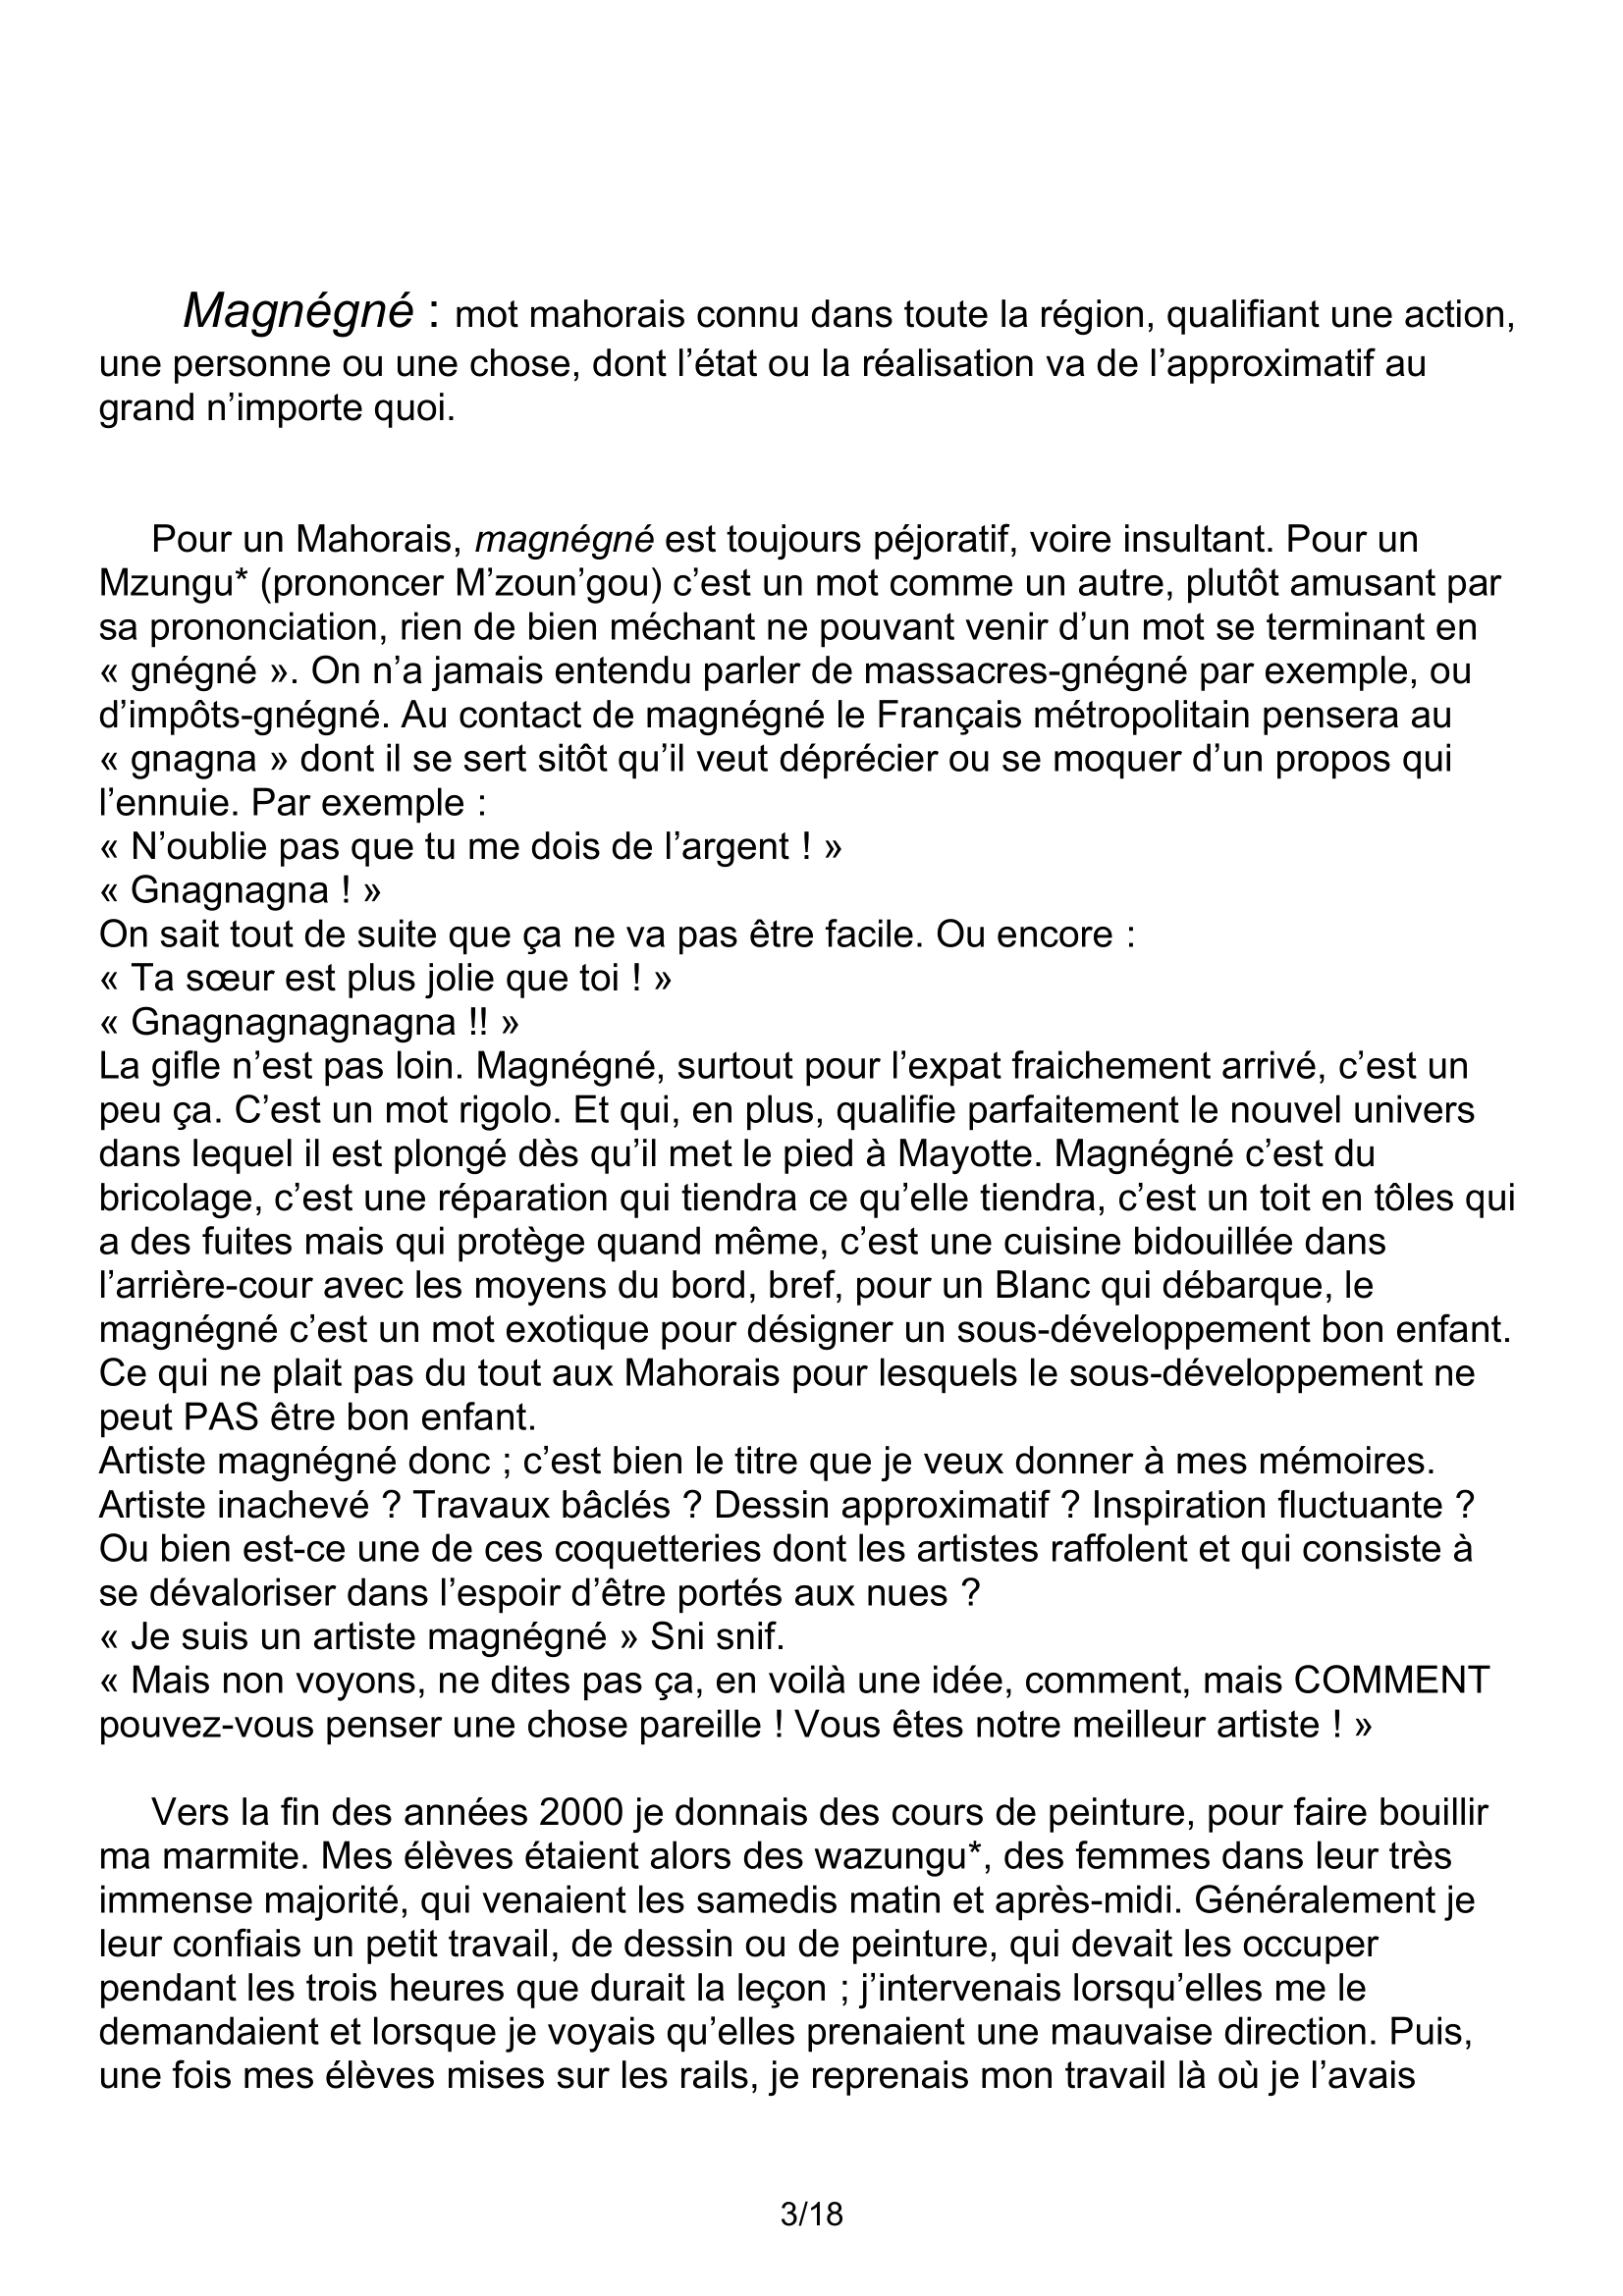 Magnégné : mot mahorais connu dans toute la région, qualifiant une action,
une personne ou une chose, dont l’état ou la réalisation va de l’approximatif au
grand n’importe quoi.
Pour un Mahorais, magnégné est toujours péjoratif, voire insultant. Pour un
Mzungu* (prononcer M’zoun’gou) c’est un mot comme un autre, plutôt amusant par
sa prononciation, rien de bien méchant ne pouvant venir d’un mot se terminant en
« gnégné ». On n’a jamais entendu parler de massacres-gnégné par exemple, ou
d’impôts-gnégné. Au contact de magnégné le Français métropolitain pensera au
« gnagna » dont il se sert sitôt qu’il veut déprécier ou se moquer d’un propos qui
l’ennuie. Par exemple :
« N’oublie pas que tu me dois de l’argent ! »
« Gnagnagna ! »
On sait tout de suite que ça ne va pas être facile. Ou encore :
« Ta sœur est plus jolie que toi ! »
« Gnagnagnagnagna !! »
La gifle n’est pas loin. Magnégné, surtout pour l’expat fraichement arrivé, c’est un
peu ça. C’est un mot rigolo. Et qui, en plus, qualifie parfaitement le nouvel univers
dans lequel il est plongé dès qu’il met le pied à Mayotte. Magnégné c’est du
bricolage, c’est une réparation qui tiendra ce qu’elle tiendra, c’est un toit en tôles qui
a des fuites mais qui protège quand même, c’est une cuisine bidouillée dans
l’arrière-cour avec les moyens du bord, bref, pour un Blanc qui débarque, le
magnégné c’est un mot exotique pour désigner un sous-développement bon enfant.
Ce qui ne plait pas du tout aux Mahorais pour lesquels le sous-développement ne
peut PAS être bon enfant.
Artiste magnégné donc ; c’est bien le titre que je veux donner à mes mémoires.
Artiste inachevé ? Travaux bâclés ? Dessin approximatif ? Inspiration fluctuante ?
Ou bien est-ce une de ces coquetteries dont les artistes raffolent et qui consiste à
se dévaloriser dans l’espoir d’être portés aux nues ?
« Je suis un artiste magnégné » Sni snif.
« Mais non voyons, ne dites pas ça, en voilà une idée, comment, mais COMMENT
pouvez-vous penser une chose pareille ! Vous êtes notre meilleur artiste ! »
Vers la fin des années 2000 je donnais des cours de peinture, pour faire bouillir
ma marmite. Mes élèves étaient alors des wazungu*, des femmes dans leur très
immense majorité, qui venaient les samedis matin et après-midi. Généralement je
leur confiais un petit travail, de dessin ou de peinture, qui devait les occuper
pendant les trois heures que durait la leçon ; j’intervenais lorsqu’elles me le
demandaient et lorsque je voyais qu’elles prenaient une mauvaise direction. Puis,
une fois mes élèves mises sur les rails, je reprenais mon travail là où je l’avais
3/18